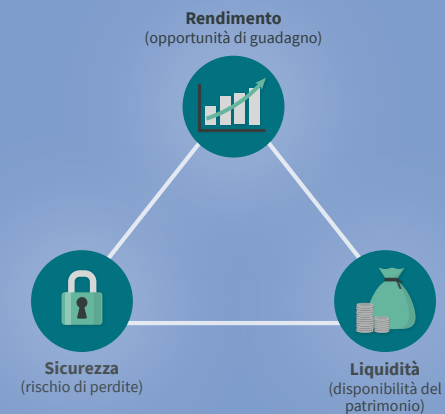 Rendimento
(opportunità di guadagno)
Sicurezza
(rischio di perdite)
Liquidità
(disponibilità del
patrimonio)